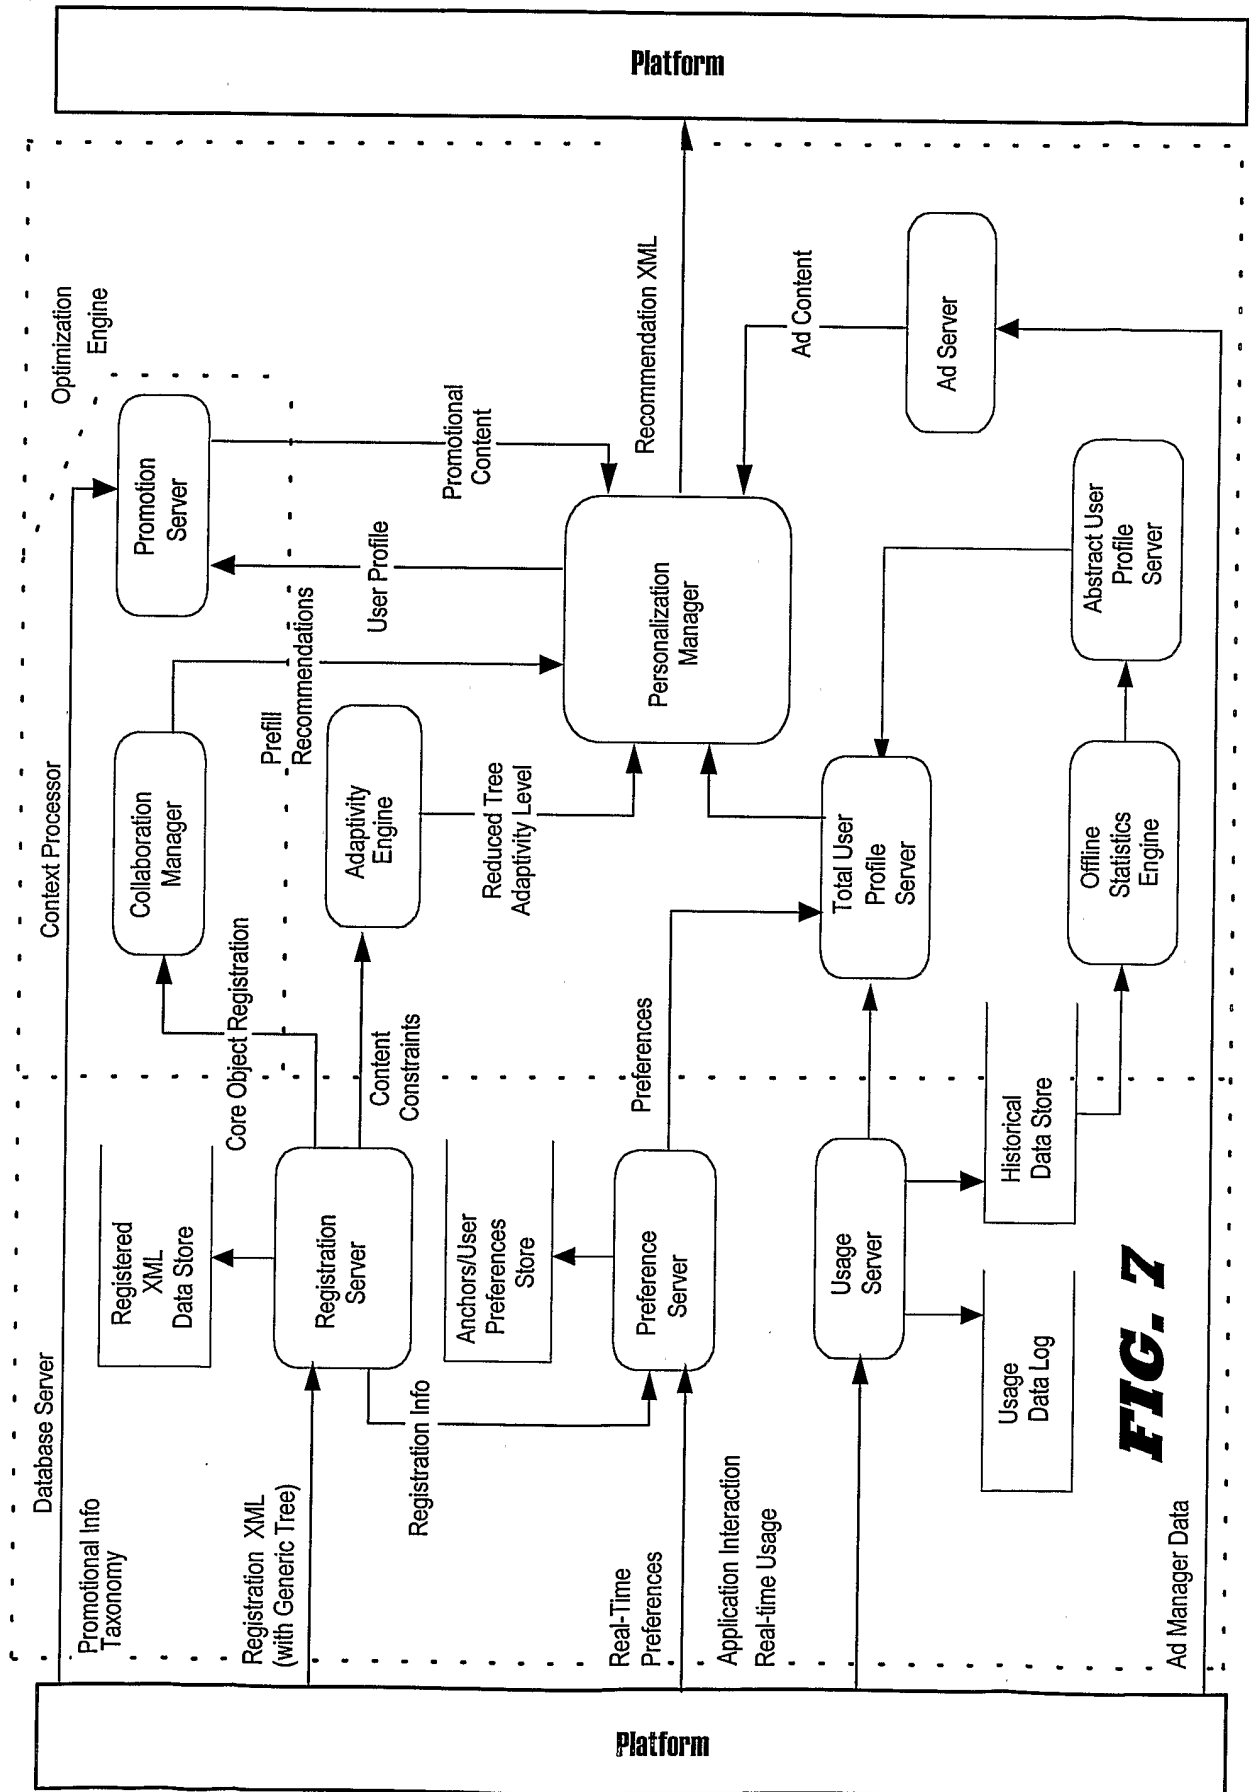 Platform
Promotional Info
Taxonomy
Database Server
Context Processor
Optimization
Engine
Registered
XML
Data Store
Core Object Registration
Collaboration
Manager
Promotion
Server
Registration XML
(with Generic Tree)
Registration
Server
Content
Constraints
Adaptivity
Engine
Prefill
Recommendations
User Profile
Promotional
Content
Registration Info
Anchors/User
Preferences
Store
Reduced Tree
Adaptivity Level
Real-Time
Preferences
Preference
Server
Preferences
Personalization
Manager
Recommendation XML
Application Interaction
Real-time Usage
Usage
Server
Total User
Profile
Server
Ad Content
Ad Server
Usage
Data Log
Historical
Data Store
Offline
Statistics
Engine
Abstract User
Profile
Server
Ad Manager Data
FIG. 7
Platform